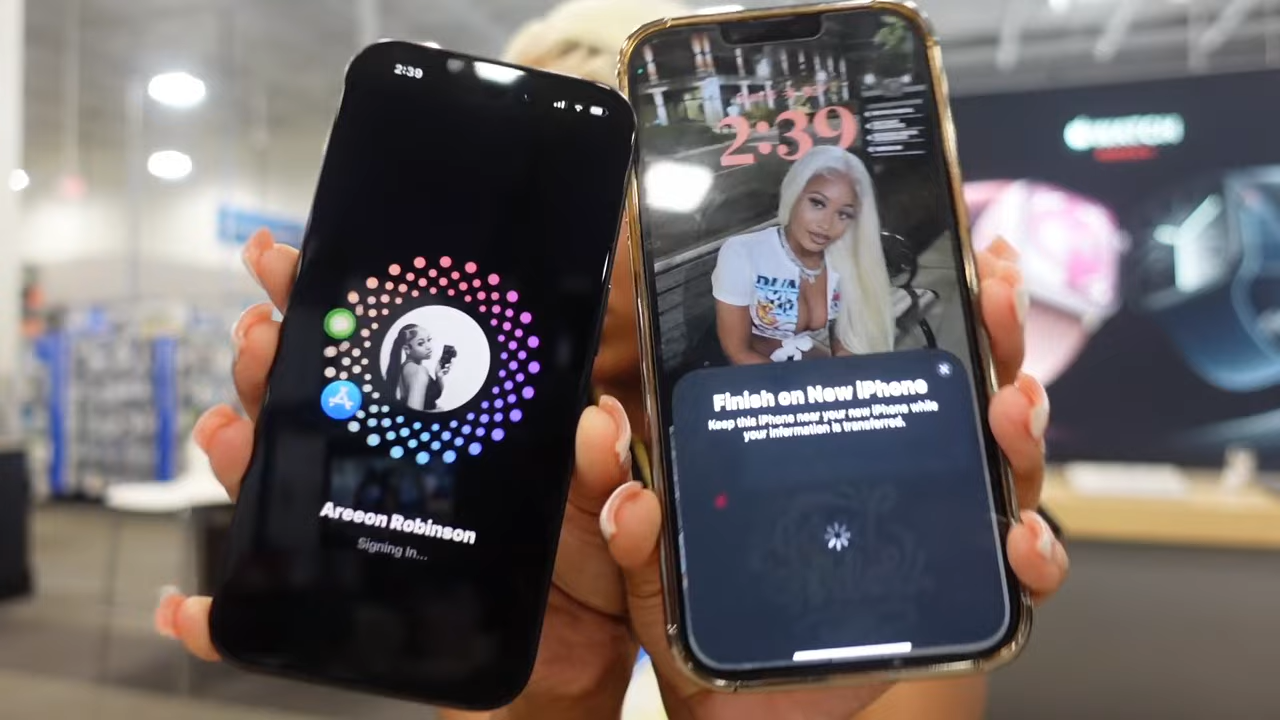 2:39
Areeon Robinson
Signing In...
2:39
Finish on New iPhone
Keep this iPhone near your new iPhone while
your information is transferred.
WATCH